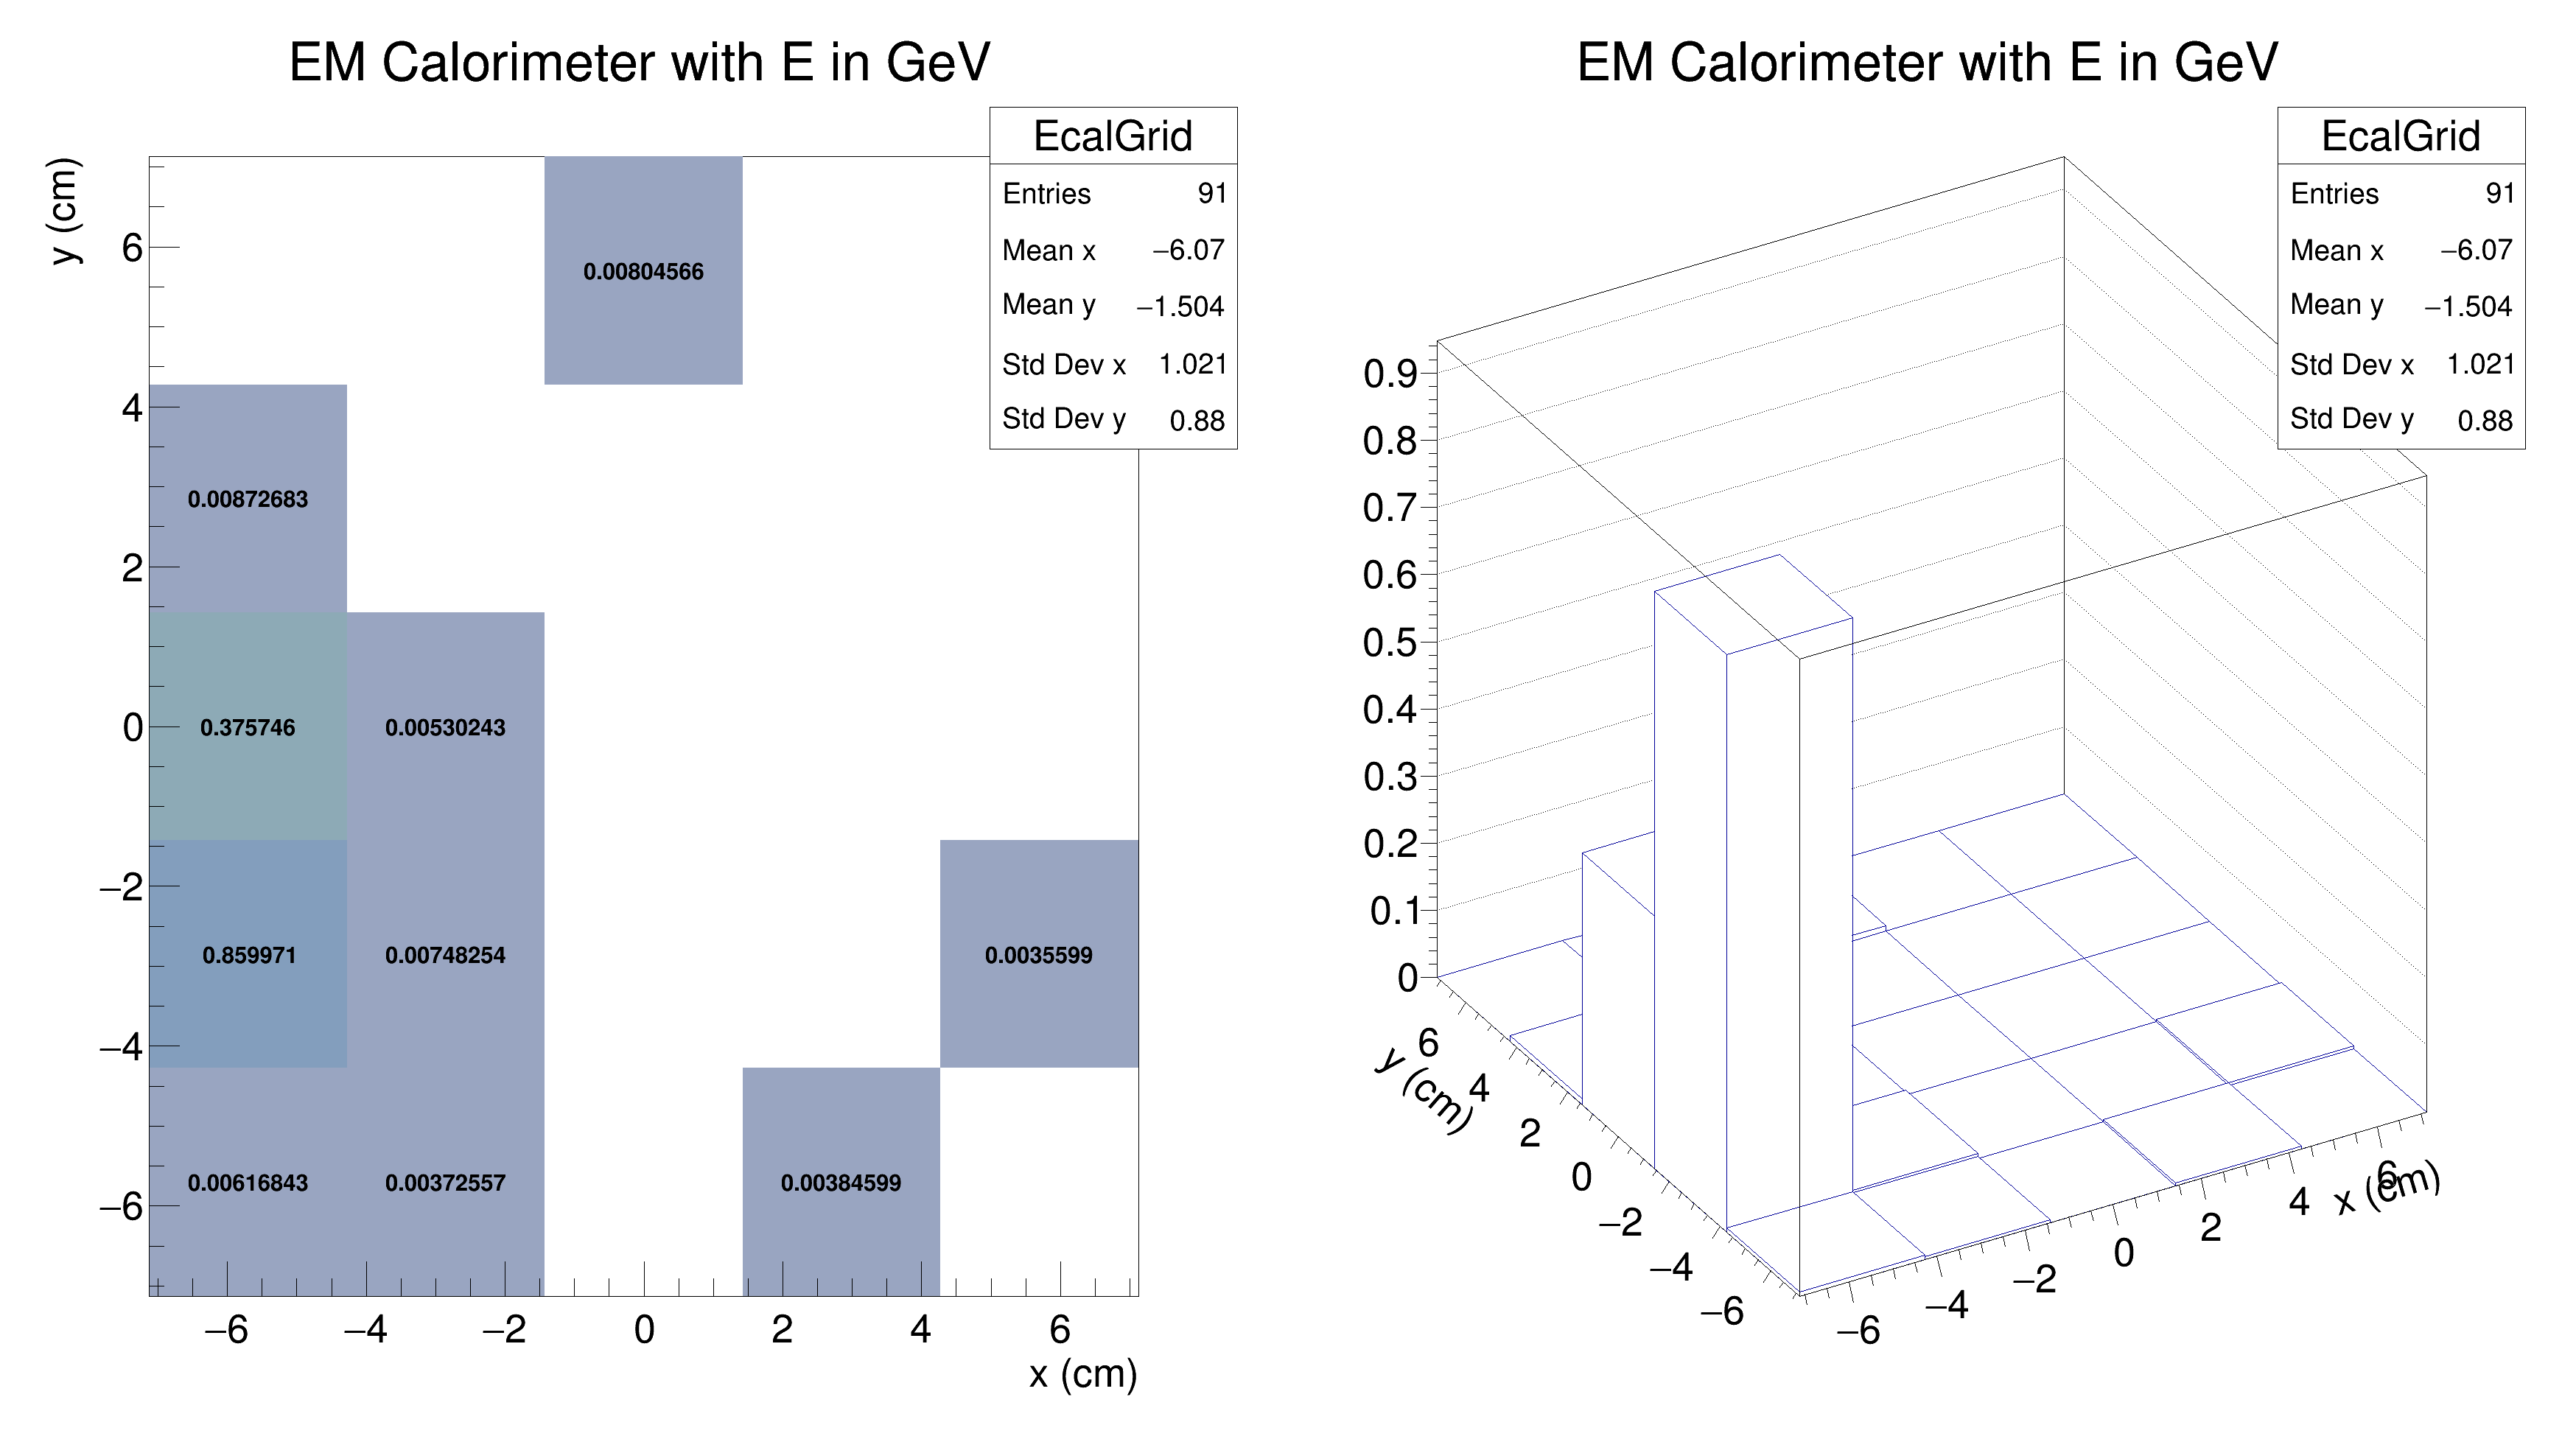 EM Calorimeter with E in GeV
EcalGrid
Entries 91
Mean x −6.07
Mean y −1.504
Std Dev x 1.021
Std Dev y 0.88
y (cm)
6
4
2
0
−2
−4
−6
0.00804566
0.00872683
0.375746 0.00530243
0.859971 0.00748254 0.0035599
0.00616843 0.00372557 0.00384599
−6 −4 −2 0 2 4 6
x (cm)
EM Calorimeter with E in GeV
EcalGrid
Entries 91
Mean x −6.07
Mean y −1.504
Std Dev x 1.021
Std Dev y 0.88
0.9
0.8
0.7
0.6
0.5
0.4
0.3
0.2
0.1
0
y (cm)
6
4
2
0
−2
−4
−6
−6 −4 −2 0 2 4 6
x (cm)